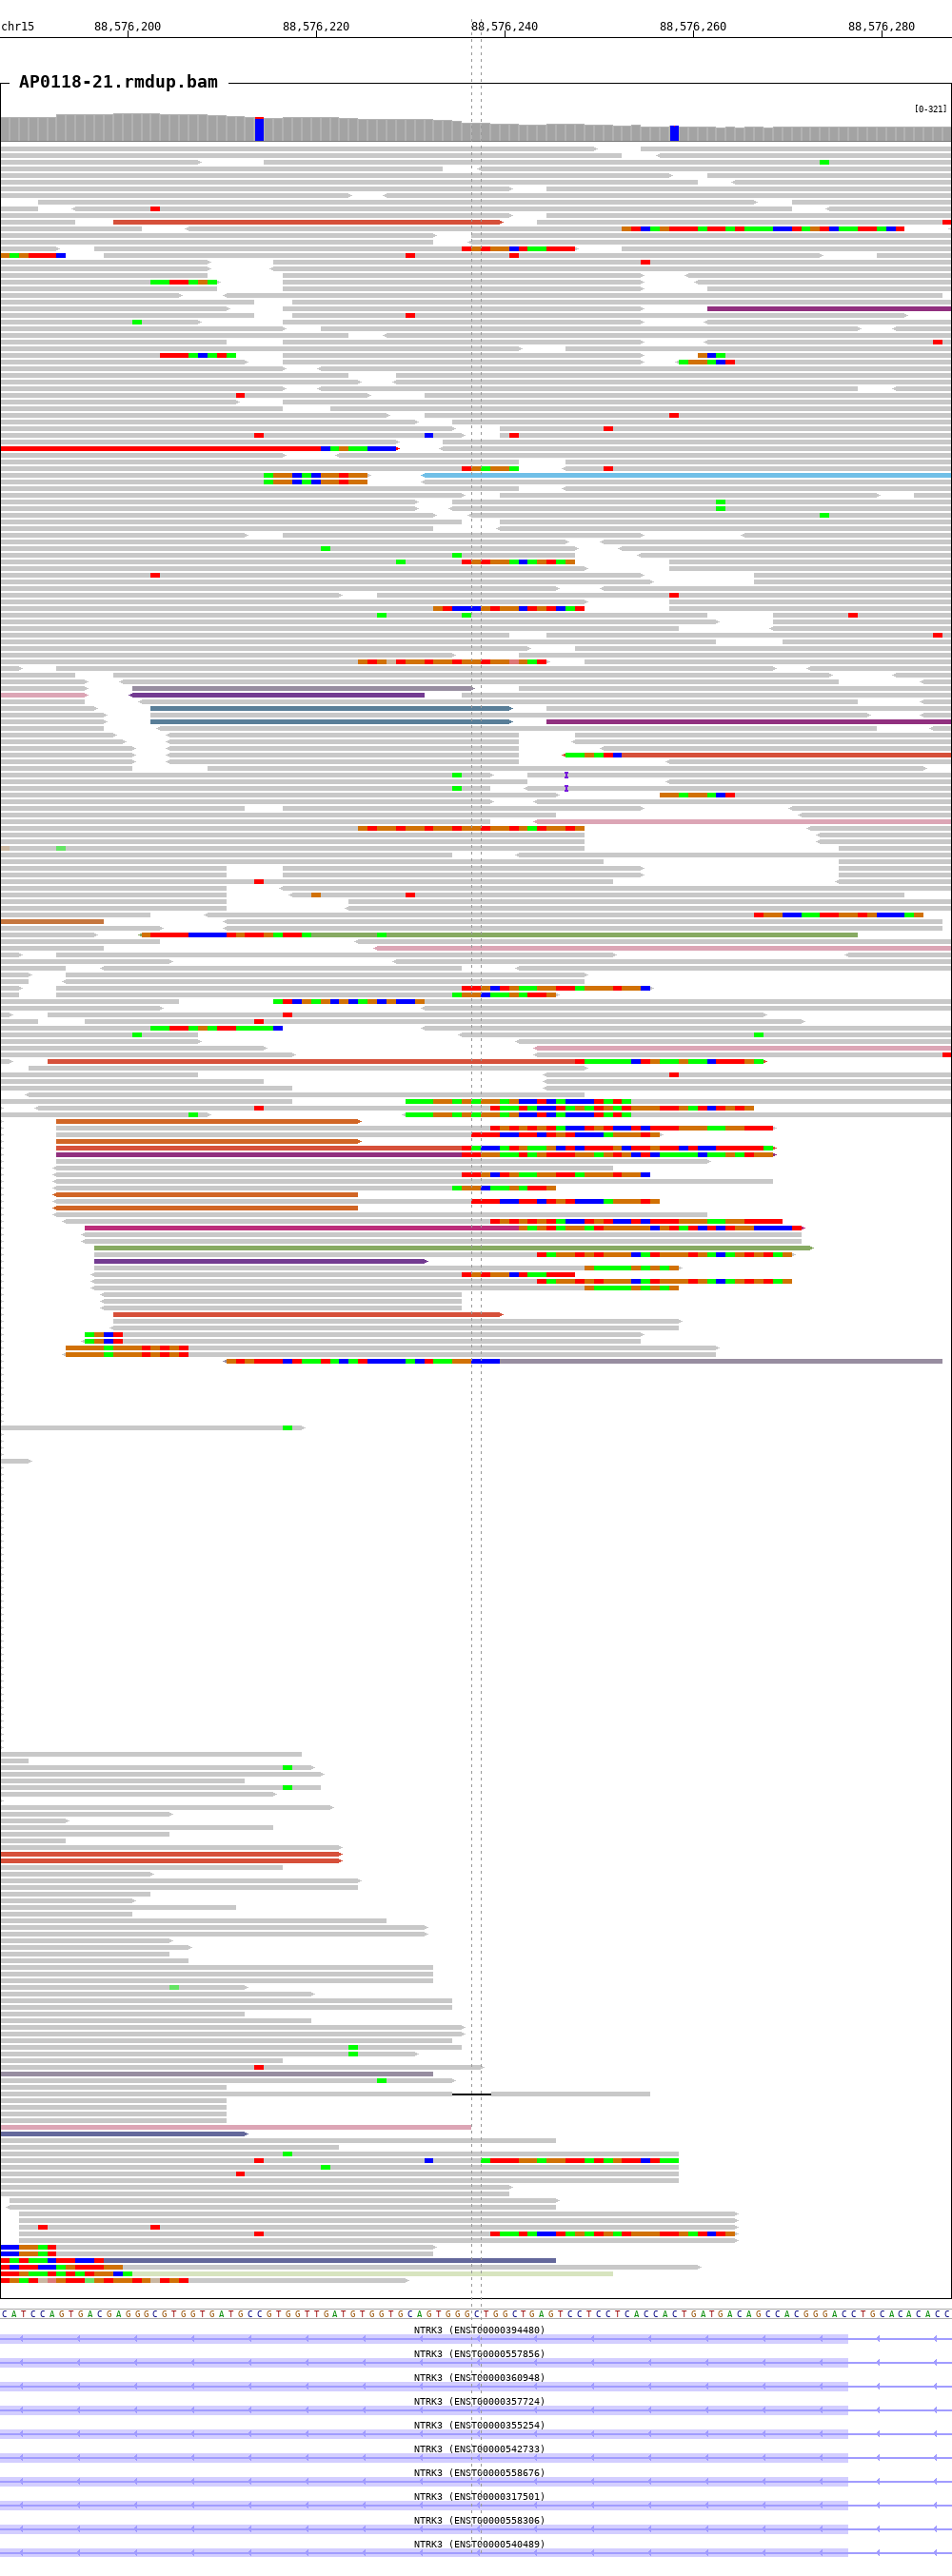 chr15 88,576,200 88,576,220 88,576,240 88,576,260 88,576,280
AP0118-21.rmdup.bam
[0-321]
I
I
C A T C C A G T G A C G A G G G C G T G G T G A T G C C G T G G T T G A T G T G G T G C A G T G G G C T G G C T G A G T C C T C C T C A C C A C T G A T G A C A G C C A C G G G A C C T G C A C A C A C C
NTRK3 (ENST00000394480)
NTRK3 (ENST00000557856)
NTRK3 (ENST00000360948)
NTRK3 (ENST00000357724)
NTRK3 (ENST00000355254)
NTRK3 (ENST00000542733)
NTRK3 (ENST00000558676)
NTRK3 (ENST00000317501)
NTRK3 (ENST00000558306)
NTRK3 (ENST00000540489)